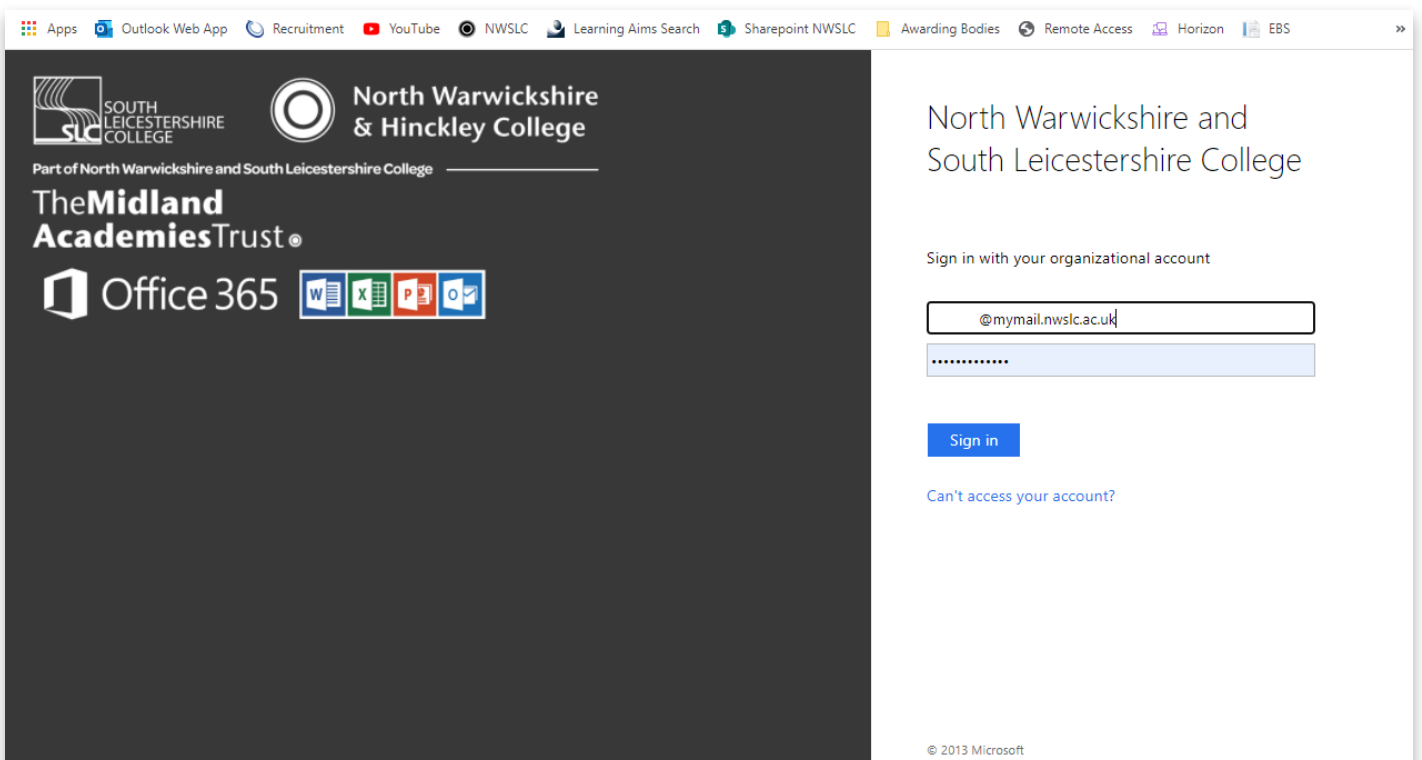 Apps Outlook Web App Recruitment YouTube NWSLC Learning Aims Search Sharepoint NWSLC Awarding Bodies Remote Access Horizon EBS »
SOUTH
LEICESTERSHIRE
SLC COLLEGE
North Warwickshire
& Hinckley College
Part of North Warwickshire and South Leicestershire College
TheMidland
AcademiesTrust
Office 365
W X P O
North Warwickshire and
South Leicestershire College
Sign in with your organizational account
@mymail.nwslc.ac.uk
•••••••••••••
Sign in
Can't access your account?
© 2013 Microsoft